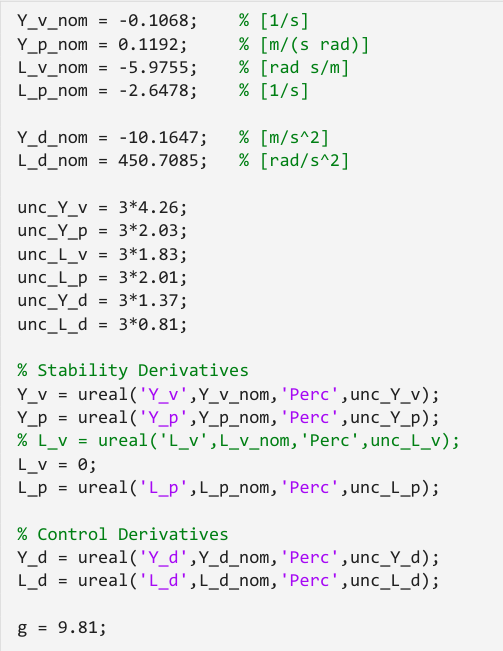 Y_v_nom = -0.1068;    % [1/s]
Y_p_nom = 0.1192;     % [m/(s rad)]
L_v_nom = -5.9755;    % [rad s/m]
L_p_nom = -2.6478;    % [1/s]

Y_d_nom = -10.1647;   % [m/s^2]
L_d_nom = 450.7085;   % [rad/s^2]

unc_Y_v = 3*4.26;
unc_Y_p = 3*2.03;
unc_L_v = 3*1.83;
unc_L_p = 3*2.01;
unc_Y_d = 3*1.37;
unc_L_d = 3*0.81;

% Stability Derivatives
Y_v = ureal('Y_v',Y_v_nom,'Perc',unc_Y_v);
Y_p = ureal('Y_p',Y_p_nom,'Perc',unc_Y_p);
% L_v = ureal('L_v',L_v_nom,'Perc',unc_L_v);
L_v = 0;
L_p = ureal('L_p',L_p_nom,'Perc',unc_L_p);

% Control Derivatives
Y_d = ureal('Y_d',Y_d_nom,'Perc',unc_Y_d);
L_d = ureal('L_d',L_d_nom,'Perc',unc_L_d);

g = 9.81;